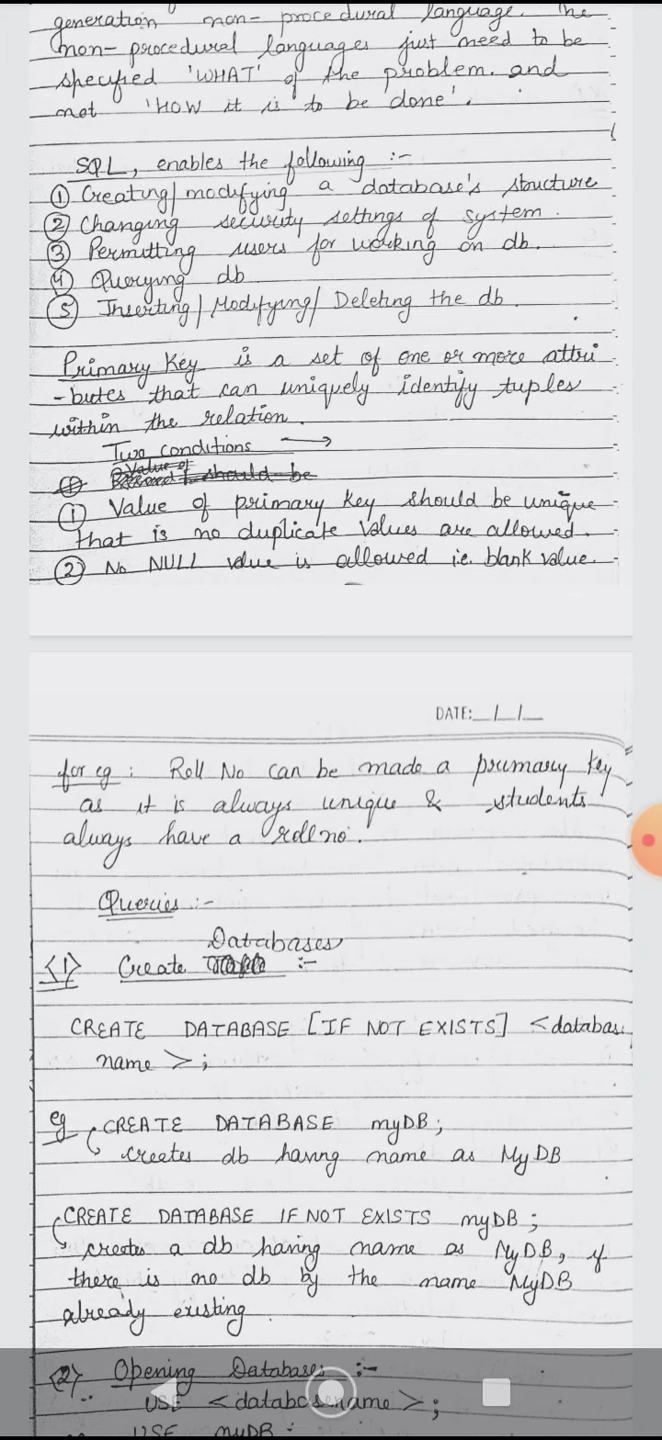 generation non-procedural language. The
non-procedural languages just need to be
specified 'WHAT' of the problem. and
not 'HOW it is to be done'.
SQL, enables the following :-
① Creating/modifying a database's structure
② Changing security settings of system.
③ Permitting users for working on db.
④ Querying db
⑤ Inserting/Modifying/Deleting the db.
Primary Key is a set of one or more attri
-butes that can uniquely identify tuples
within the relation.
Two conditions →
① Value of primary key should be unique
that is no duplicate values are allowed.
② No NULL value is allowed i.e. blank value.
DATE: / /
for eg: Roll No can be made a primary key
as it is always unique & students
always have a roll no.
Queries :-
Databases
<1> Create :-
CREATE DATABASE [IF NOT EXISTS] <databas
name>;
eg CREATE DATABASE myDB;
creates db having name as MyDB
CREATE DATABASE IF NOT EXISTS myDB;
creates a db having name as MyDB, if
there is no db by the name MyDB
already existing.
<2> Opening Database :-
USE <databasename>;
USE myDB;